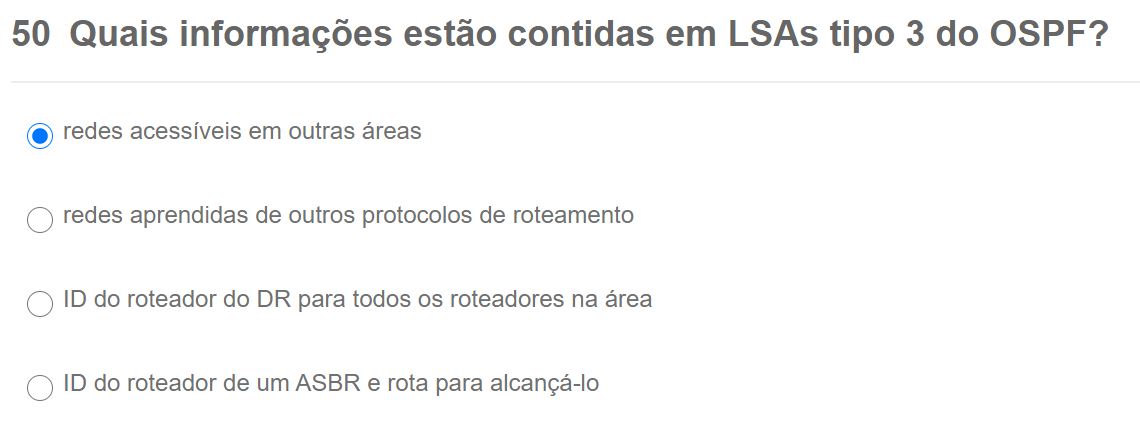 50 Quais informações estão contidas em LSAs tipo 3 do OSPF?
redes acessíveis em outras áreas
redes aprendidas de outros protocolos de roteamento
ID do roteador do DR para todos os roteadores na área
ID do roteador de um ASBR e rota para alcançá-lo